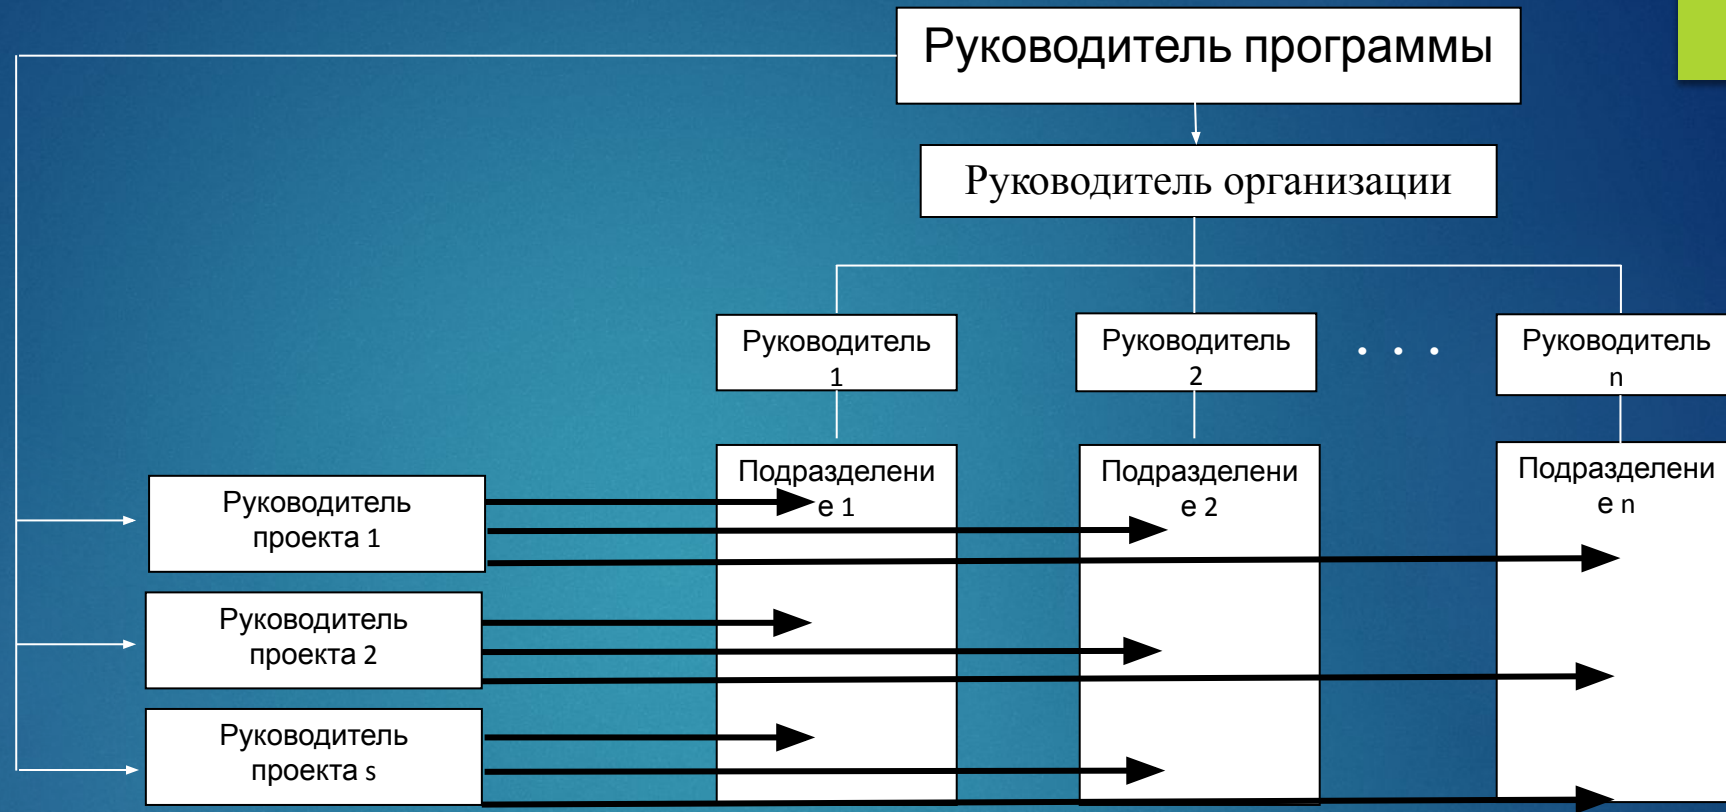 Руководитель программы
Руководитель организации
Руководитель
1
Руководитель
2
. . .
Руководитель
n
Подразделени
е 1
Подразделени
е 2
Подразделени
е n
Руководитель
проекта 1
Руководитель
проекта 2
Руководитель
проекта s